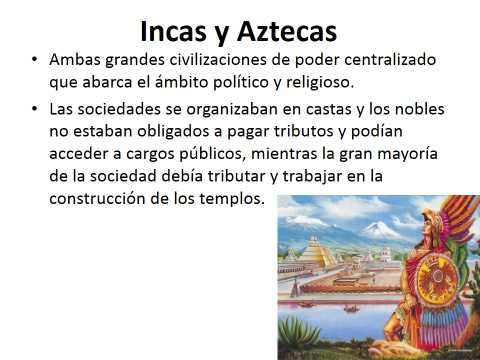 Incas y Aztecas
• Ambas grandes civilizaciones de poder centralizado
que abarca el ámbito político y religioso.
• Las sociedades se organizaban en castas y los nobles
no estaban obligados a pagar tributos y podían
acceder a cargos públicos, mientras la gran mayoría
de la sociedad debía tributar y trabajar en la
construcción de los templos.